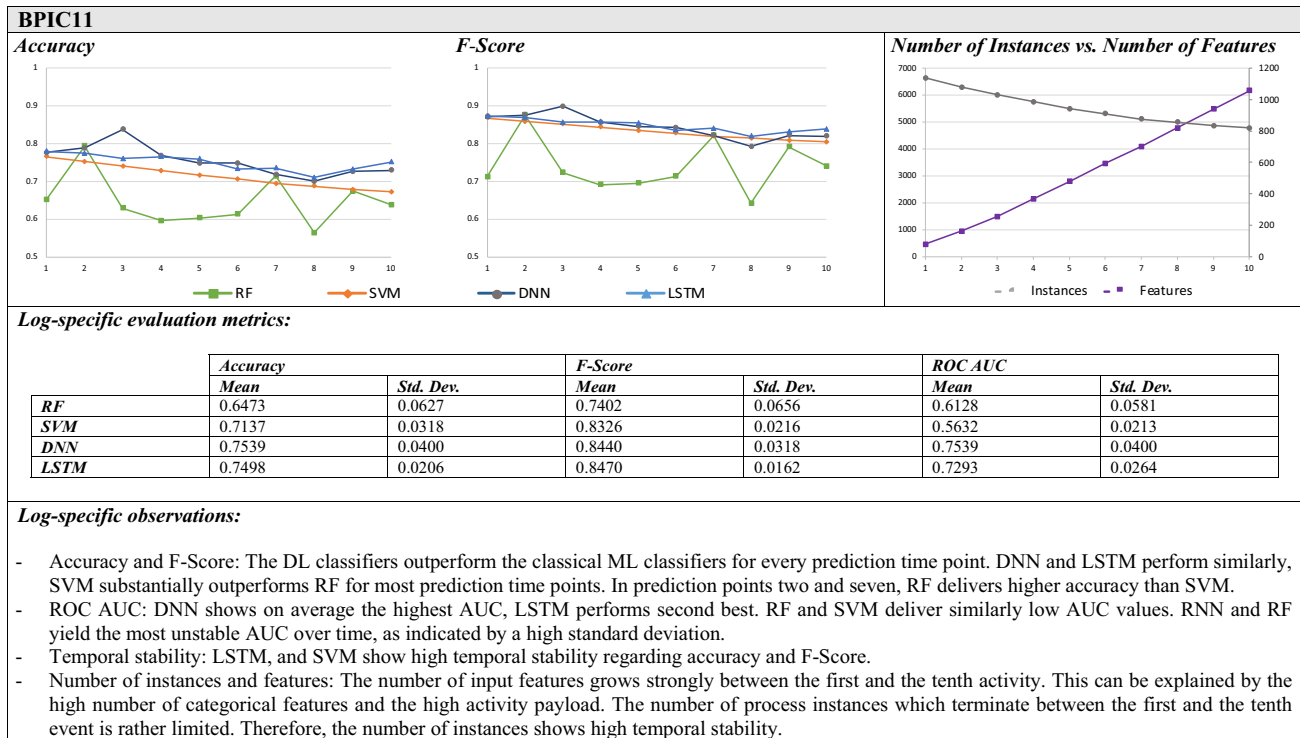 BPIC11
Accuracy F-Score Number of Instances vs. Number of Features
1 1 7000 1200
0.9 0.9 6000 1000
0.8 0.8 5000 800
0.7 0.7 4000 600
0.6 0.6 3000 400
0.5 0.5 2000 200
1000 0
0
1 2 3 4 5 6 7 8 9 10 1 2 3 4 5 6 7 8 9 10 1 2 3 4 5 6 7 8 9 10
RF SVM DNN LSTM Instances Features
Log-specific evaluation metrics:
Accuracy F-Score ROC AUC
Mean Std. Dev. Mean Std. Dev. Mean Std. Dev.
RF 0.6473 0.0627 0.7402 0.0656 0.6128 0.0581
SVM 0.7137 0.0318 0.8326 0.0216 0.5632 0.0213
DNN 0.7539 0.0400 0.8440 0.0318 0.7539 0.0400
LSTM 0.7498 0.0206 0.8470 0.0162 0.7293 0.0264
Log-specific observations:
- Accuracy and F-Score: The DL classifiers outperform the classical ML classifiers for every prediction time point. DNN and LSTM perform similarly,
SVM substantially outperforms RF for most prediction time points. In prediction points two and seven, RF delivers higher accuracy than SVM.
- ROC AUC: DNN shows on average the highest AUC, LSTM performs second best. RF and SVM deliver similarly low AUC values. RNN and RF
yield the most unstable AUC over time, as indicated by a high standard deviation.
- Temporal stability: LSTM, and SVM show high temporal stability regarding accuracy and F-Score.
- Number of instances and features: The number of input features grows strongly between the first and the tenth activity. This can be explained by the
high number of categorical features and the high activity payload. The number of process instances which terminate between the first and the tenth
event is rather limited. Therefore, the number of instances shows high temporal stability.